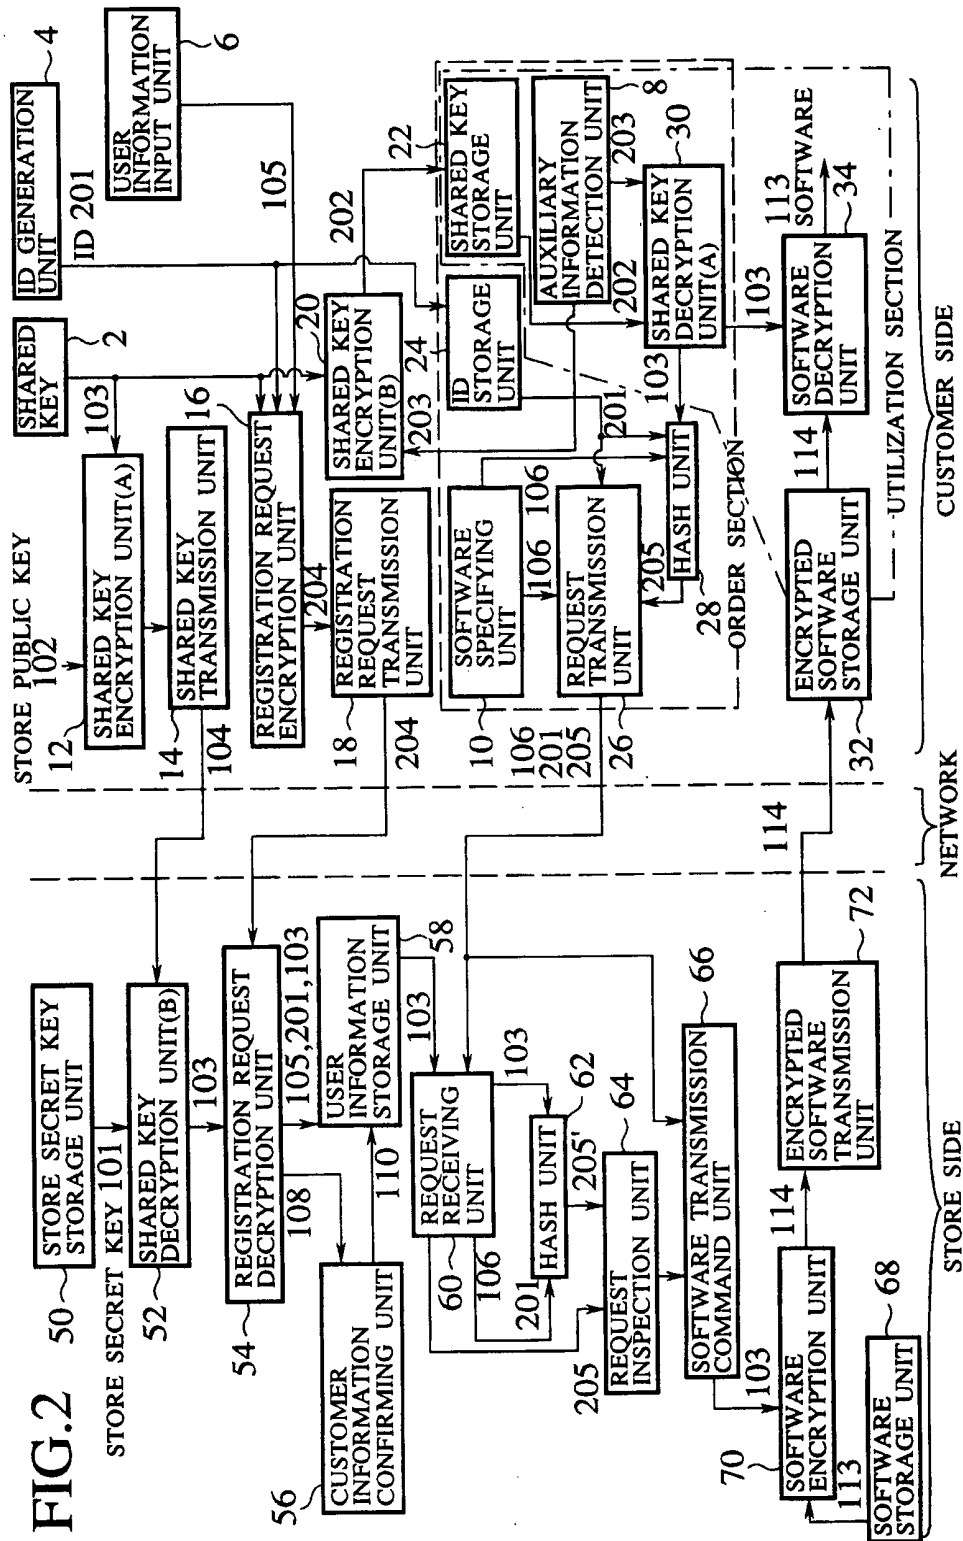 FIG.2
STORE SECRET KEY
STORAGE UNIT
50
STORE SECRET KEY 101
SHARED KEY
DECRYPTION UNIT(B)
52
103
REGISTRATION REQUEST
DECRYPTION UNIT
54
108
105,201,103
CUSTOMER
INFORMATION
CONFIRMING UNIT
56
110
USER
INFORMATION
STORAGE UNIT
58
103
REQUEST
RECEIVING
UNIT
60
103
106
201
HASH UNIT
62
205'
205
REQUEST
INSPECTION UNIT
64
SOFTWARE TRANSMISSION
COMMAND UNIT
66
103
SOFTWARE
ENCRYPTION UNIT
70
113
SOFTWARE
STORAGE UNIT
68
114
ENCRYPTED
SOFTWARE
TRANSMISSION
UNIT
72
STORE SIDE
114
NETWORK
STORE PUBLIC KEY
102
12
SHARED KEY
ENCRYPTION UNIT(A)
103
SHARED
KEY
2
ID GENERATION
UNIT
4
ID 201
USER
INFORMATION
INPUT UNIT
6
105
14
SHARED KEY
TRANSMISSION UNIT
104
16
REGISTRATION REQUEST
ENCRYPTION UNIT
204
18
REGISTRATION
REQUEST
TRANSMISSION
UNIT
204
20
SHARED KEY
ENCRYPTION
UNIT(B)
203
202
22
SHARED KEY
STORAGE
UNIT
24
ID
STORAGE
UNIT
AUXILIARY
INFORMATION
DETECTION UNIT
8
203
202
30
SHARED KEY
DECRYPTION
UNIT(A)
103
103
10
SOFTWARE
SPECIFYING
UNIT
106
106
201
REQUEST
TRANSMISSION
UNIT
26
106
201
205
205
HASH UNIT
28
ORDER SECTION
32
ENCRYPTED
SOFTWARE
STORAGE UNIT
114
SOFTWARE
DECRYPTION
UNIT
34
113
SOFTWARE
UTILIZATION SECTION
CUSTOMER SIDE